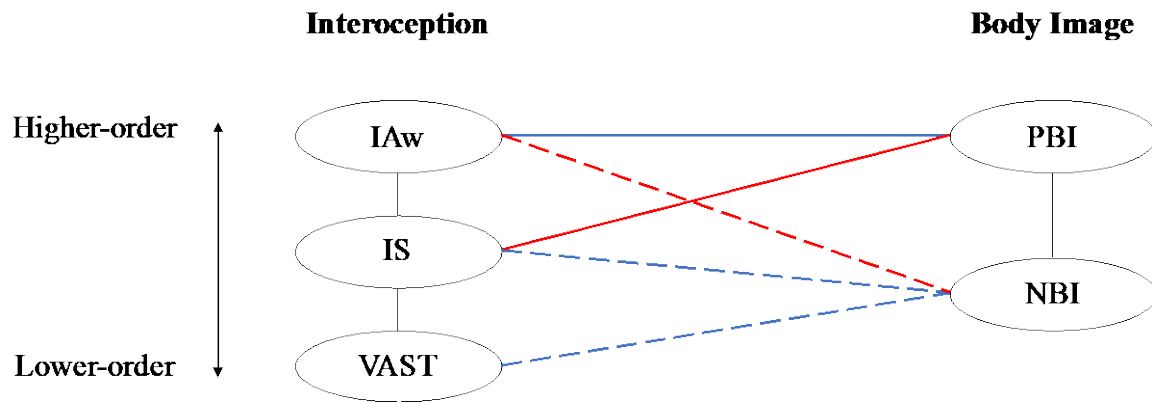 Interoception
Body Image
Higher-order
IAw
PBI
IS
NBI
Lower-order
VAST